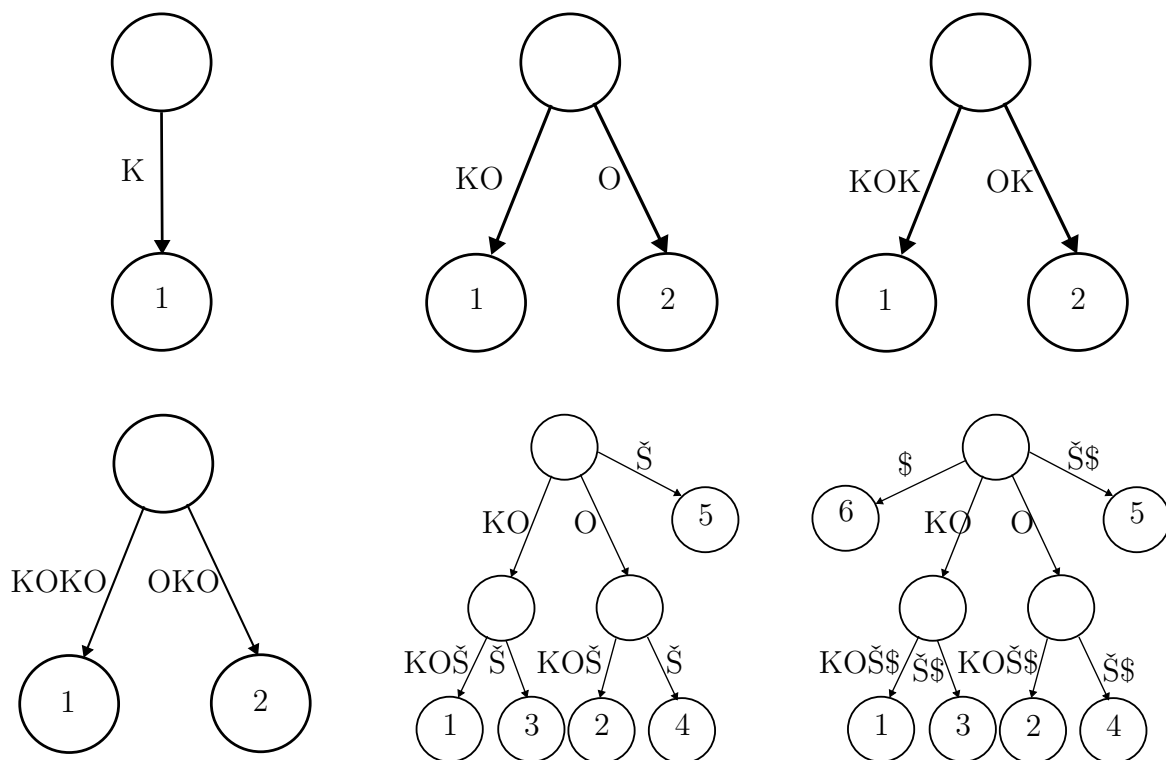 K
1
KO O
1 2
KOK OK
1 2
KOKO OKO
1 2
Š
5
KO O
KOŠ Š KOŠ Š
1 3 2 4
$ Š$
6 5
KO O
KOŠ$ Š$ KOŠ$ Š$
1 3 2 4